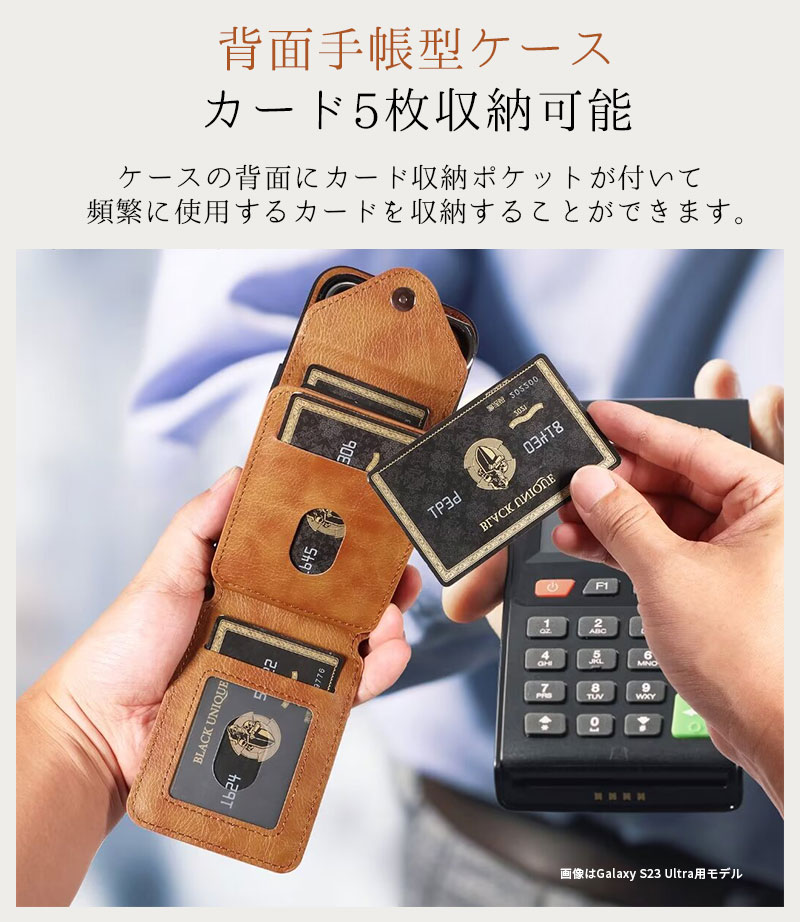 背面手帳型ケース
カード5枚収納可能
ケースの背面にカード収納ポケットが付いて
頻繁に使用するカードを収納することができます。
BLACK UNIQUE
TP3d
F1
1
QZ.
2
ABC
4
GHI
5
JKL
6
MNO
7
PRS
8
TUV
9
WXY
0
645
BLACK UNIQUE
1624
画像はGalaxy S23 Ultra用モデル